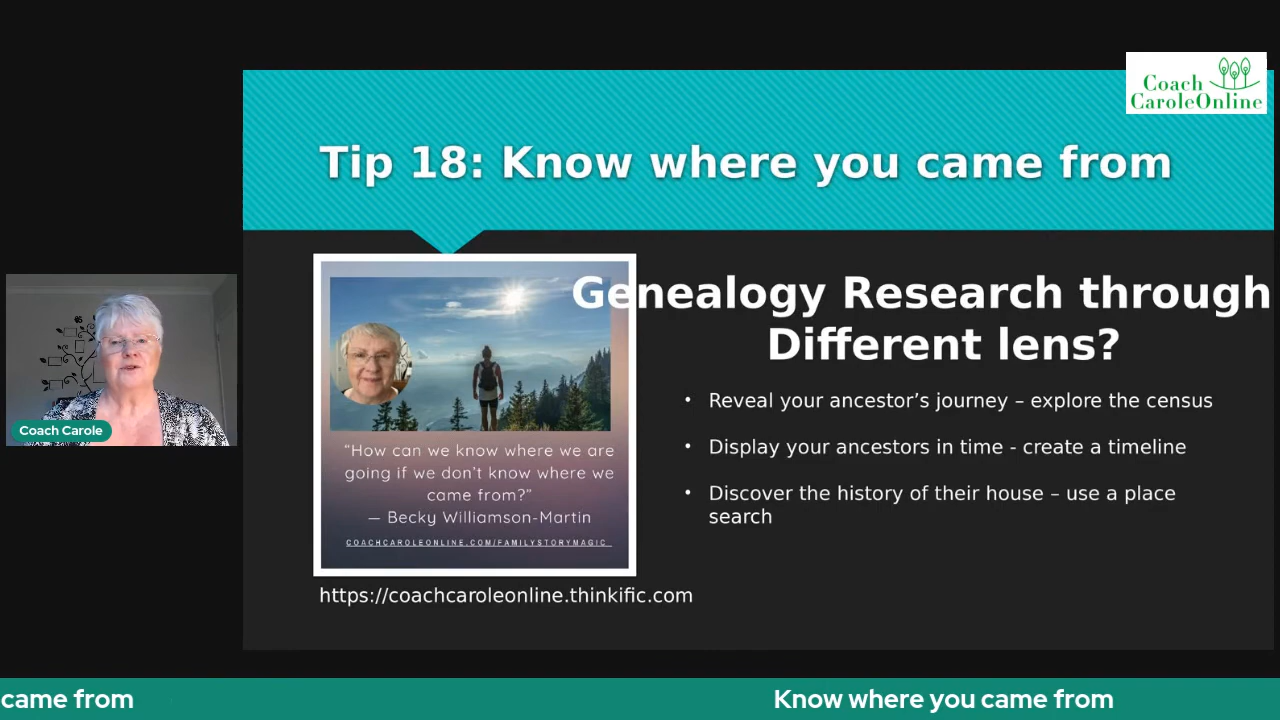 Coach
CaroleOnline
Tip 18: Know where you came from
Genealogy Research through
Different lens?
• Reveal your ancestor’s journey – explore the census
• Display your ancestors in time - create a timeline
• Discover the history of their house – use a place
search
“How can we know where we are
going if we don’t know where we
came from?”
— Becky Williamson-Martin
COACHCAROLEONLINE.COM/FAMILYSTORYMAGIC
https://coachcaroleonline.thinkific.com
Coach Carole
came from
Know where you came from